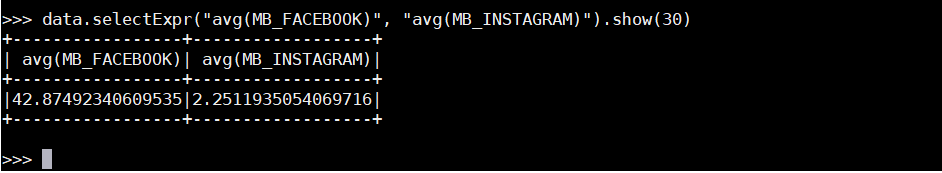 >>> data.selectExpr("avg(MB_FACEBOOK)", "avg(MB_INSTAGRAM)").show(30)
+-----------------+------------------+
| avg(MB_FACEBOOK)| avg(MB_INSTAGRAM)|
+-----------------+------------------+
|42.87492340609535|2.2511935054069716|
+-----------------+------------------+
>>>